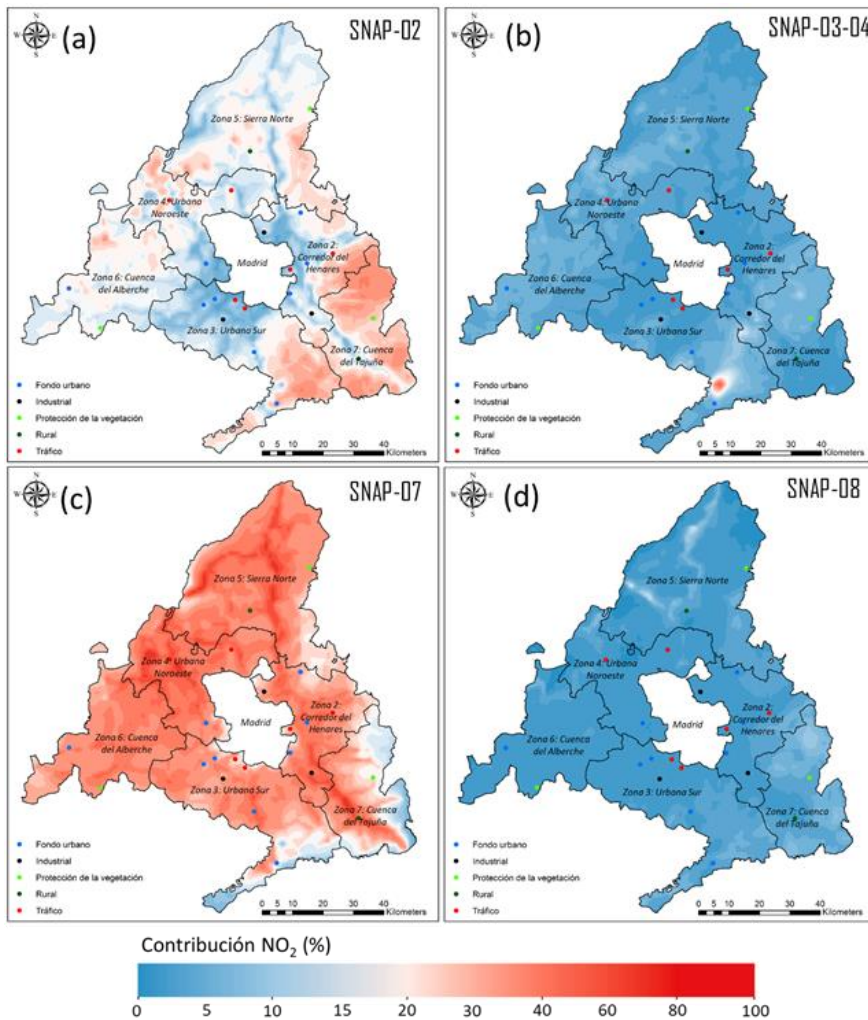 (a)
SNAP-02
N
W E
S
Zona 5: Sierra Norte
Zona 4: Urbana
Noroeste
Zona 2:
Corredor del
Henares
Madrid
Zona 6: Cuenca
del Alberche
Zona 3: Urbana Sur
Zona 7: Cuenca
del Tajuña
Fondo urbano
Industrial
Protección de la vegetación
Rural
Tráfico
0 5 10 20 30 40
Kilometers
(b)
SNAP-03-04
N
W E
S
Zona 5: Sierra Norte
Zona 4: Urbana
Noroeste
Zona 2:
Corredor del
Henares
Madrid
Zona 6: Cuenca
del Alberche
Zona 3: Urbana Sur
Zona 7: Cuenca
del Tajuña
Fondo urbano
Industrial
Protección de la vegetación
Rural
Tráfico
0 5 10 20 30 40
Kilometers
(c)
SNAP-07
N
W E
S
Zona 5: Sierra Norte
Zona 4: Urbana
Noroeste
Zona 2:
Corredor del
Henares
Madrid
Zona 6: Cuenca
del Alberche
Zona 3: Urbana Sur
Zona 7: Cuenca
del Tajuña
Fondo urbano
Industrial
Protección de la vegetación
Rural
Tráfico
0 5 10 20 30 40
Kilometers
(d)
SNAP-08
N
W E
S
Zona 5: Sierra Norte
Zona 4: Urbana
Noroeste
Zona 2:
Corredor del
Henares
Madrid
Zona 6: Cuenca
del Alberche
Zona 3: Urbana Sur
Zona 7: Cuenca
del Tajuña
Fondo urbano
Industrial
Protección de la vegetación
Rural
Tráfico
0 5 10 20 30 40
Kilometers
Contribución NO₂ (%)
0 5 10 15 20 30 40 60 80 100